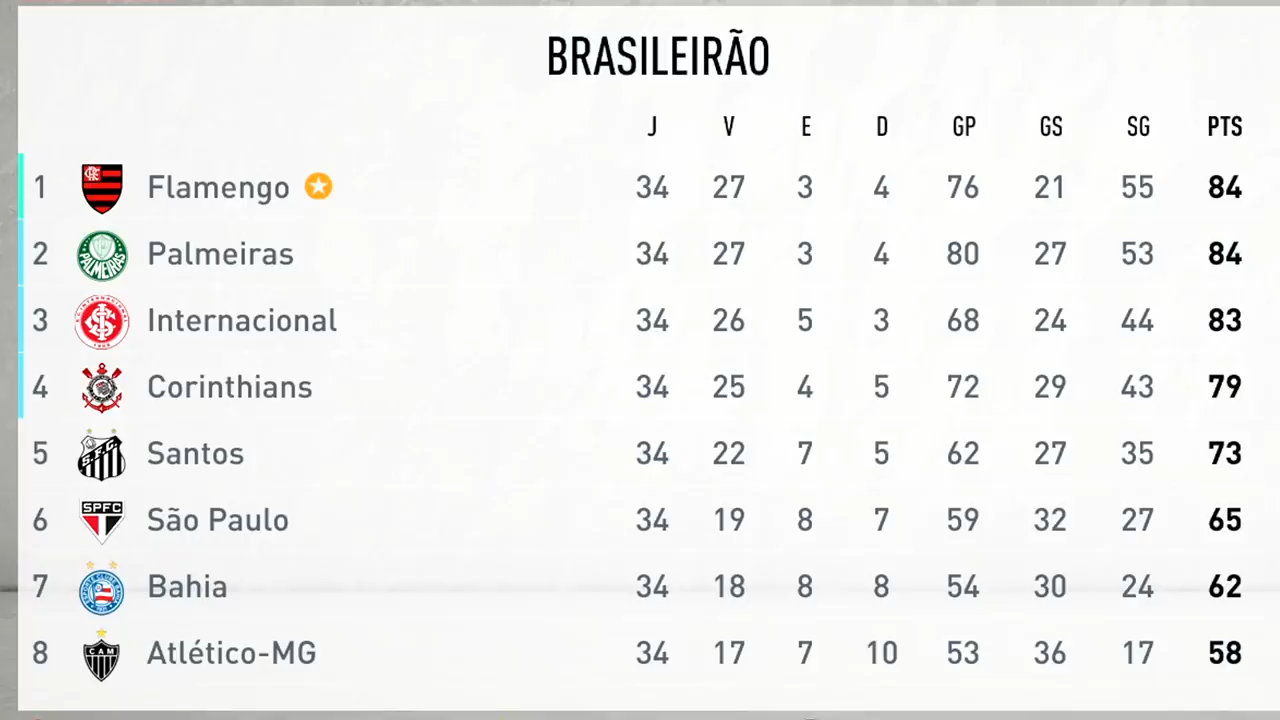 BRASILEIRÃO
J V E D GP GS SG PTS
1 Flamengo 34 27 3 4 76 21 55 84
2 Palmeiras 34 27 3 4 80 27 53 84
3 Internacional 34 26 5 3 68 24 44 83
4 Corinthians 34 25 4 5 72 29 43 79
5 Santos 34 22 7 5 62 27 35 73
6 SPFC São Paulo 34 19 8 7 59 32 27 65
7 Bahia 34 18 8 8 54 30 24 62
8 CAM Atlético-MG 34 17 7 10 53 36 17 58